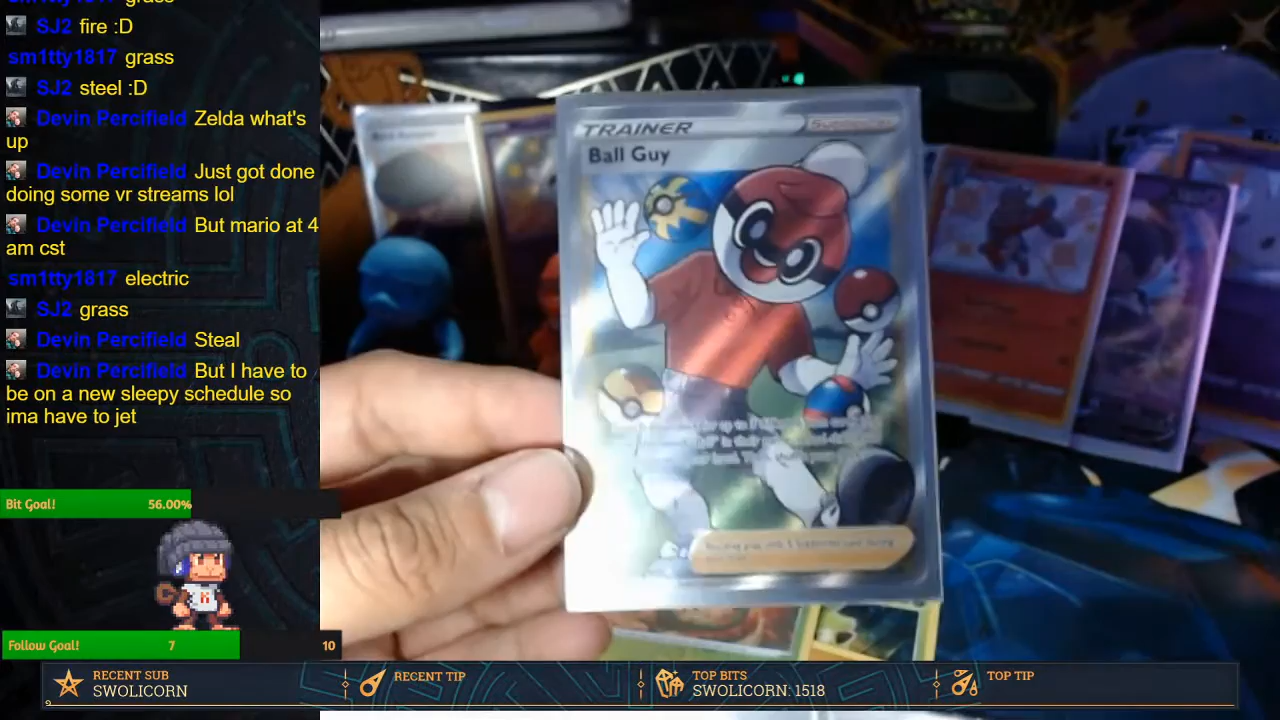 sm1tty1817 grass
SJ2 fire :D
sm1tty1817 grass
SJ2 steel :D
Devin Percifield Zelda what's
up
Devin Percifield Just got done
doing some vr streams lol
Devin Percifield But mario at 4
am cst
sm1tty1817 electric
SJ2 grass
Devin Percifield Steal
Devin Percifield But I have to
be on a new sleepy schedule so
ima have to jet
Bit Goal! 56.00%
Follow Goal! 7 10
TRAINER
Ball Guy
RECENT SUB
SWOLICORN
RECENT TIP
TOP BITS
SWOLICORN: 1518
TOP TIP